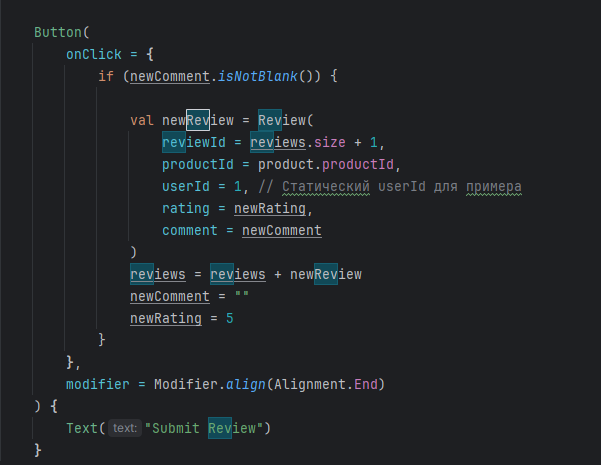 Button(
onClick = {
if (newComment.isNotBlank()) {
val newReview = Review(
reviewId = reviews.size + 1,
productId = product.productId,
userId = 1, // Статический userId для примера
rating = newRating,
comment = newComment
)
reviews = reviews + newReview
newComment = ""
newRating = 5
}
},
modifier = Modifier.align(Alignment.End)
) {
Text( text: "Submit Review")
}